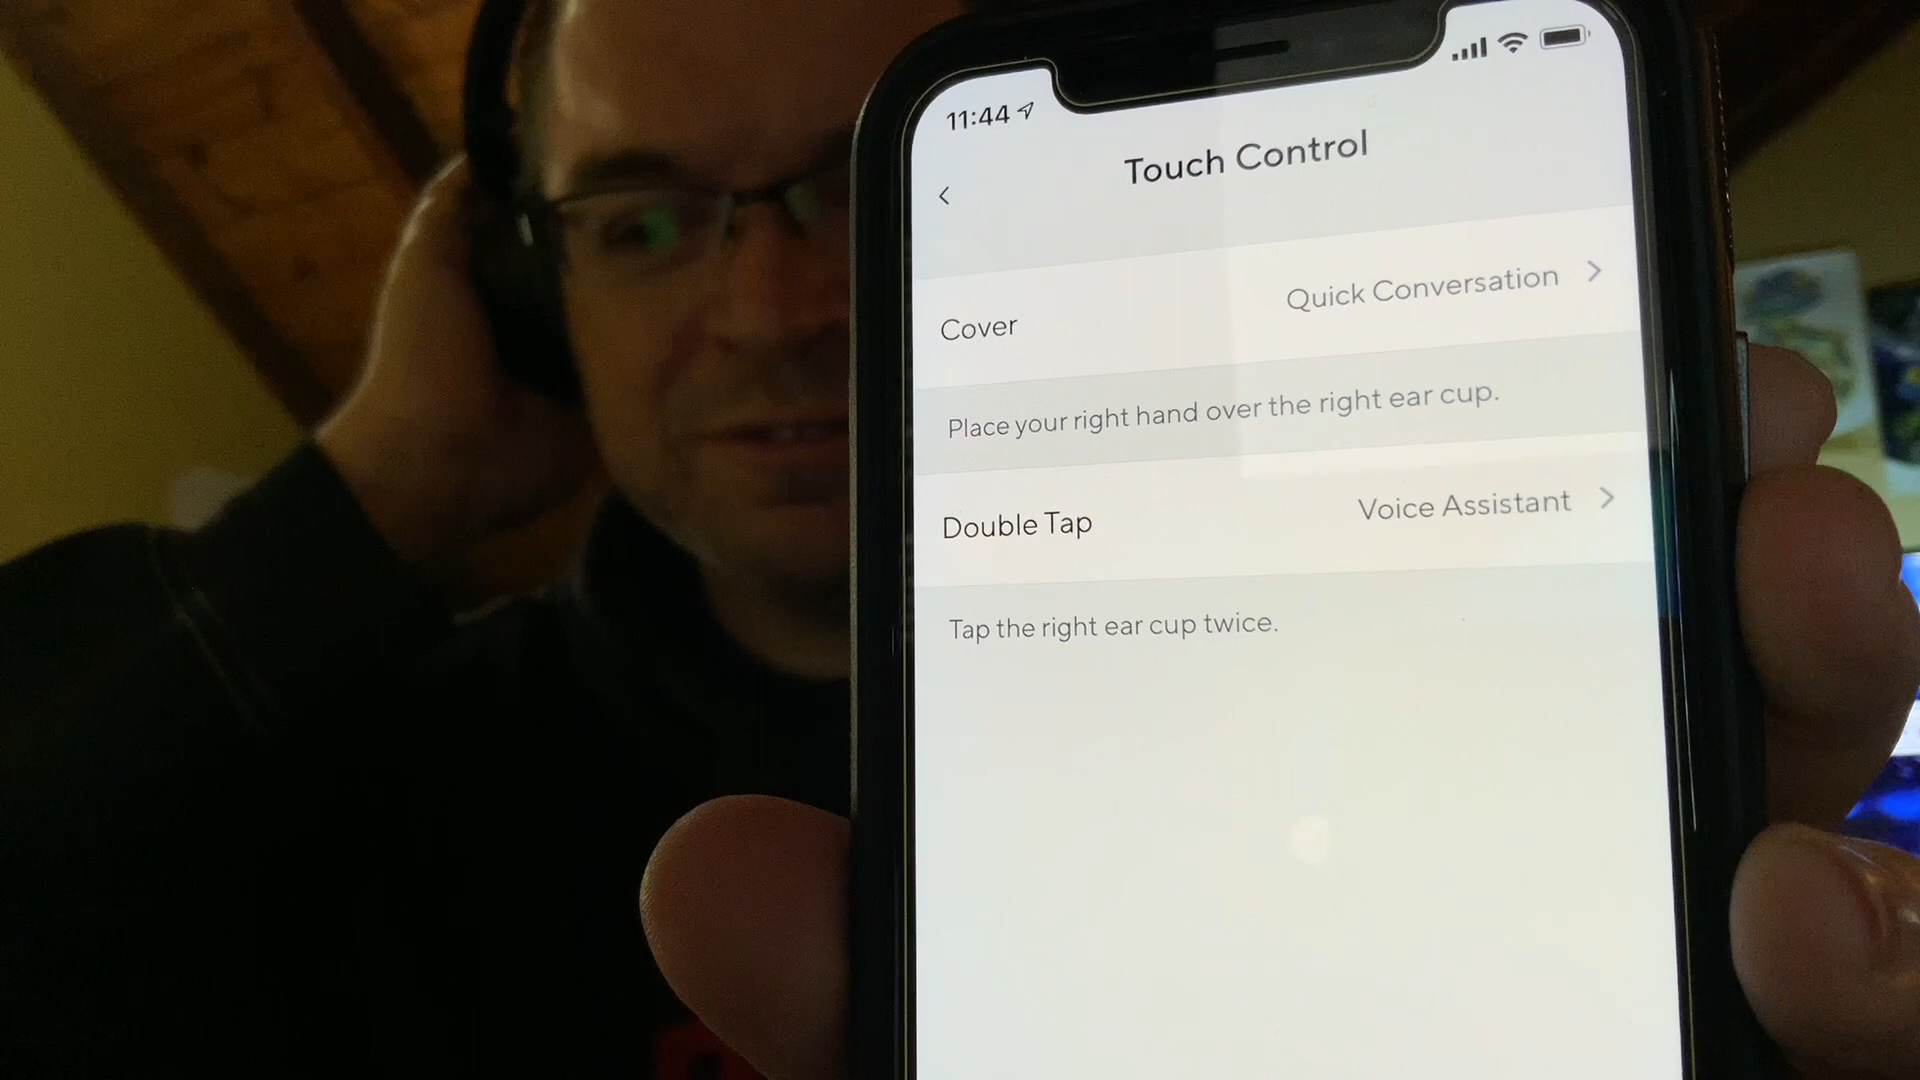 11:44
Touch Control
Cover Quick Conversation
Place your right hand over the right ear cup.
Double Tap Voice Assistant
Tap the right ear cup twice.